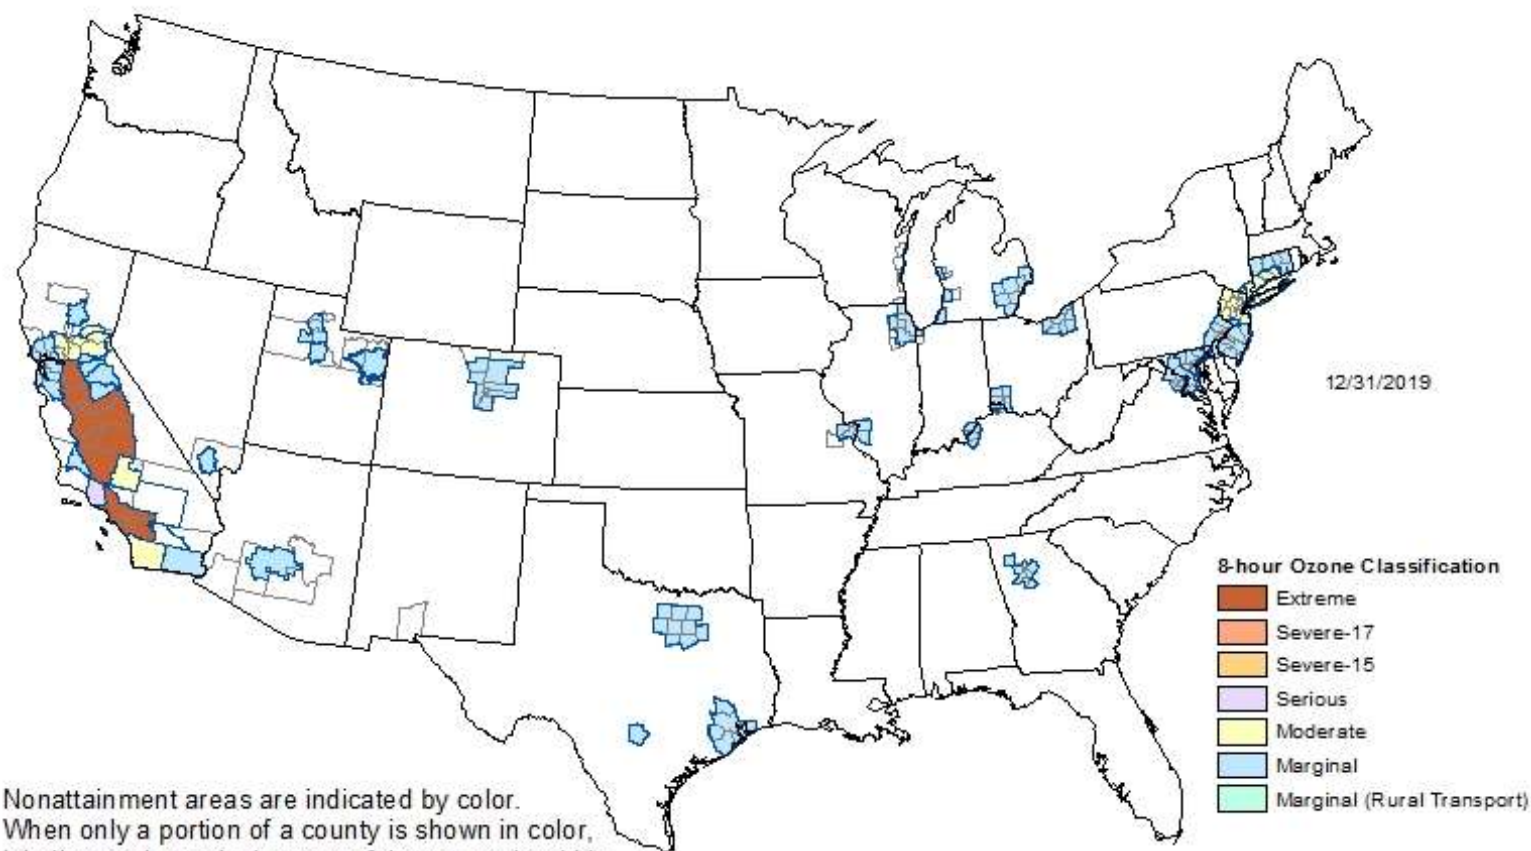 12/31/2019
8-hour Ozone Classification
Extreme
Severe-17
Severe-15
Serious
Moderate
Marginal
Marginal (Rural Transport)
Nonattainment areas are indicated by color.
When only a portion of a county is shown in color,